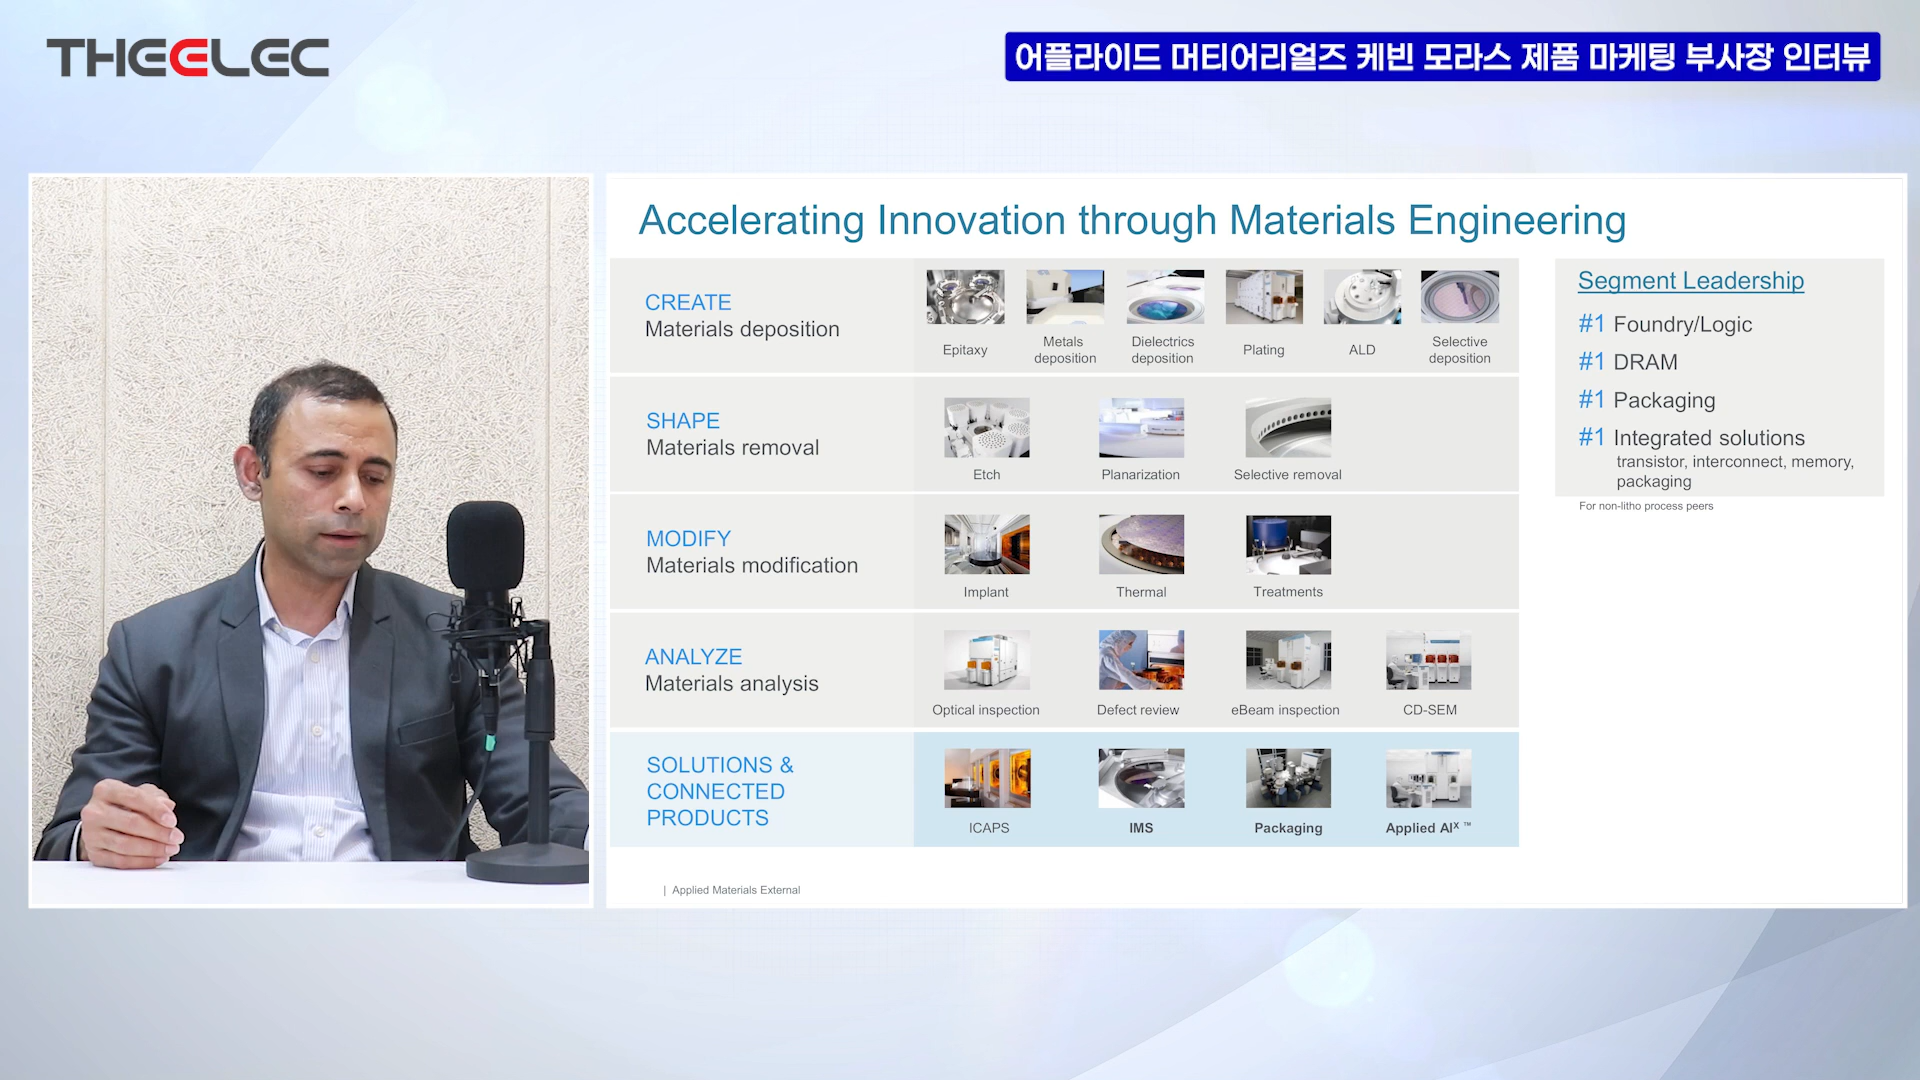 THEELEC
어플라이드 머티어리얼즈 케빈 모라스 제품 마케팅 부사장 인터뷰
Accelerating Innovation through Materials Engineering
CREATE
Materials deposition
Epitaxy
Metals
deposition
Dielectrics
deposition
Plating
ALD
Selective
deposition
SHAPE
Materials removal
Etch
Planarization
Selective removal
MODIFY
Materials modification
Implant
Thermal
Treatments
ANALYZE
Materials analysis
Optical inspection
Defect review
eBeam inspection
CD-SEM
SOLUTIONS &
CONNECTED
PRODUCTS
ICAPS
IMS
Packaging
Applied AIX ™
Segment Leadership
#1 Foundry/Logic
#1 DRAM
#1 Packaging
#1 Integrated solutions
transistor, interconnect, memory,
packaging
For non-litho process peers
| Applied Materials External